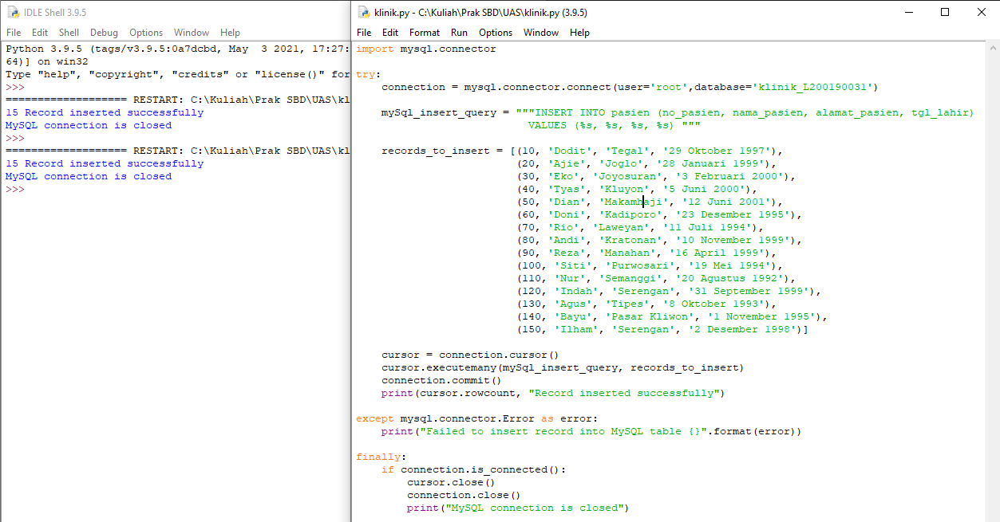 IDLE Shell 3.9.5
File Edit Shell Debug Options Window Help
Python 3.9.5 (tags/v3.9.5:0a7dcbd, May  3 2021, 17:27:
64)] on win32
Type "help", "copyright", "credits" or "license()" for
>>>
=================== RESTART: C:\Kuliah\Prak SBD\UAS\kl
15 Record inserted successfully
MySQL connection is closed
>>>
=================== RESTART: C:\Kuliah\Prak SBD\UAS\kl
15 Record inserted successfully
MySQL connection is closed
>>>
klinik.py - C:\Kuliah\Prak SBD\UAS\klinik.py (3.9.5)
File Edit Format Run Options Window Help
import mysql.connector
try:
    connection = mysql.connector.connect(user='root',database='klinik_L200190031')
    mySql_insert_query = """INSERT INTO pasien (no_pasien, nama_pasien, alamat_pasien, tgl_lahir)
                           VALUES (%s, %s, %s, %s) """
    records_to_insert = [(10, 'Dodit', 'Tegal', '29 Oktober 1997'),
                         (20, 'Ajie', 'Joglo', '28 Januari 1999'),
                         (30, 'Eko', 'Joyosuran', '3 Februari 2000'),
                         (40, 'Tyas', 'Kluyon', '5 Juni 2000'),
                         (50, 'Dian', 'Makamhaji', '12 Juni 2001'),
                         (60, 'Doni', 'Kadiporo', '23 Desember 1995'),
                         (70, 'Rio', 'Laweyan', '11 Juli 1994'),
                         (80, 'Andi', 'Kratonan', '10 November 1999'),
                         (90, 'Reza', 'Manahan', '16 April 1999'),
                         (100, 'Siti', 'Purwosari', '19 Mei 1994'),
                         (110, 'Nur', 'Semanggi', '20 Agustus 1992'),
                         (120, 'Indah', 'Serengan', '31 September 1999'),
                         (130, 'Agus', 'Tipes', '8 Oktober 1993'),
                         (140, 'Bayu', 'Pasar Kliwon', '1 November 1995'),
                         (150, 'Ilham', 'Serengan', '2 Desember 1998')]
    cursor = connection.cursor()
    cursor.executemany(mySql_insert_query, records_to_insert)
    connection.commit()
    print(cursor.rowcount, "Record inserted successfully")
except mysql.connector.Error as error:
    print("Failed to insert record into MySQL table {}".format(error))
finally:
    if connection.is_connected():
        cursor.close()
        connection.close()
        print("MySQL connection is closed")